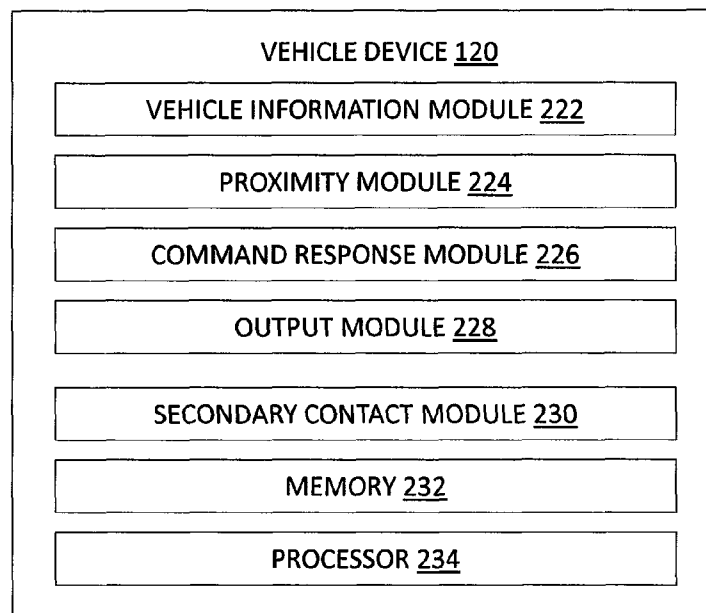 VEHICLE DEVICE 120
VEHICLE INFORMATION MODULE 222
PROXIMITY MODULE 224
COMMAND RESPONSE MODULE 226
OUTPUT MODULE 228
SECONDARY CONTACT MODULE 230
MEMORY 232
PROCESSOR 234